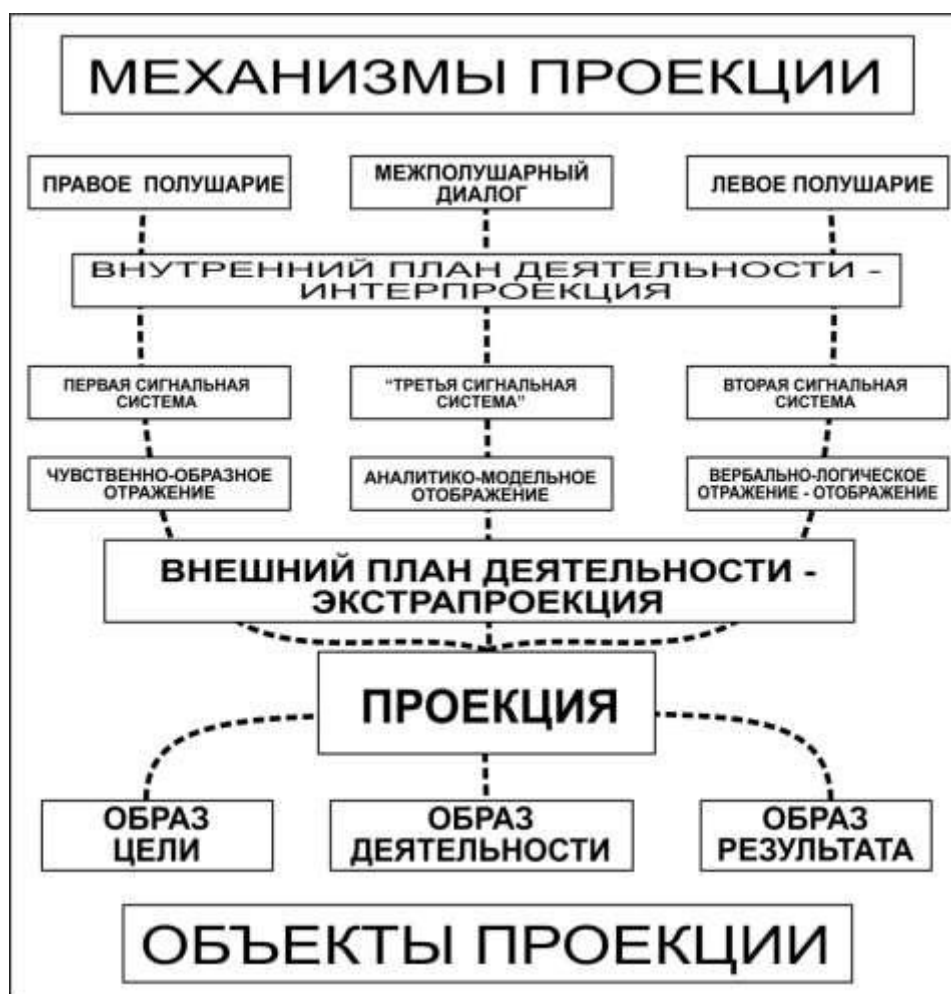 МЕХАНИЗМЫ ПРОЕКЦИИ
ПРАВОЕ ПОЛУШАРИЕ
МЕЖПОЛУШАРНЫЙ
ДИАЛОГ
ЛЕВОЕ ПОЛУШАРИЕ
ВНУТРЕННИЙ ПЛАН ДЕЯТЕЛЬНОСТИ -
ИНТЕРПРОЕКЦИЯ
ПЕРВАЯ СИГНАЛЬНАЯ
СИСТЕМА
“ТРЕТЬЯ СИГНАЛЬНАЯ
СИСТЕМА”
ВТОРАЯ СИГНАЛЬНАЯ
СИСТЕМА
ЧУВСТВЕННО-ОБРАЗНОЕ
ОТРАЖЕНИЕ
АНАЛИТИКО-МОДЕЛЬНОЕ
ОТОБРАЖЕНИЕ
ВЕРБАЛЬНО-ЛОГИЧЕСКОЕ
ОТРАЖЕНИЕ - ОТОБРАЖЕНИЕ
ВНЕШНИЙ ПЛАН ДЕЯТЕЛЬНОСТИ -
ЭКСТРАПРОЕКЦИЯ
ПРОЕКЦИЯ
ОБРАЗ
ЦЕЛИ
ОБРАЗ
ДЕЯТЕЛЬНОСТИ
ОБРАЗ
РЕЗУЛЬТАТА
ОБЪЕКТЫ ПРОЕКЦИИ